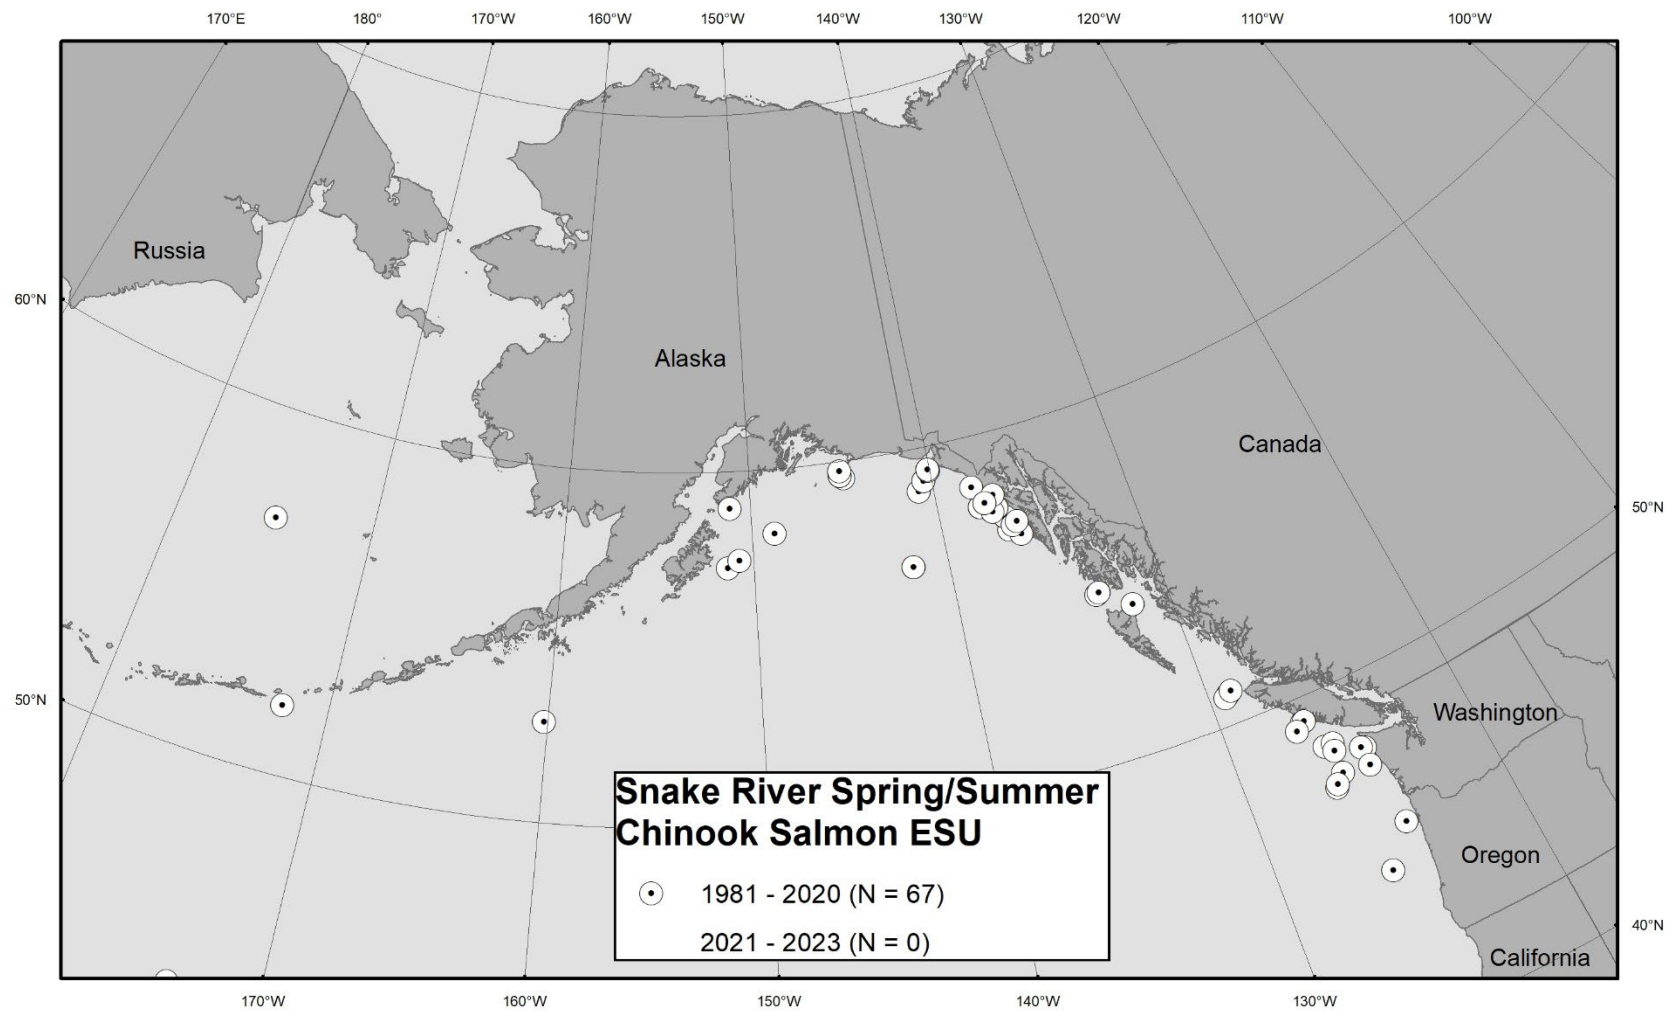 170°E 180° 170°W 160°W 150°W 140°W 130°W 120°W 110°W 100°W
Russia
60°N
Alaska
Canada
50°N
50°N
Washington
Snake River Spring/Summer
Chinook Salmon ESU
Oregon
1981 - 2020 (N = 67)
40°N
2021 - 2023 (N = 0)
California
170°W 160°W 150°W 140°W 130°W